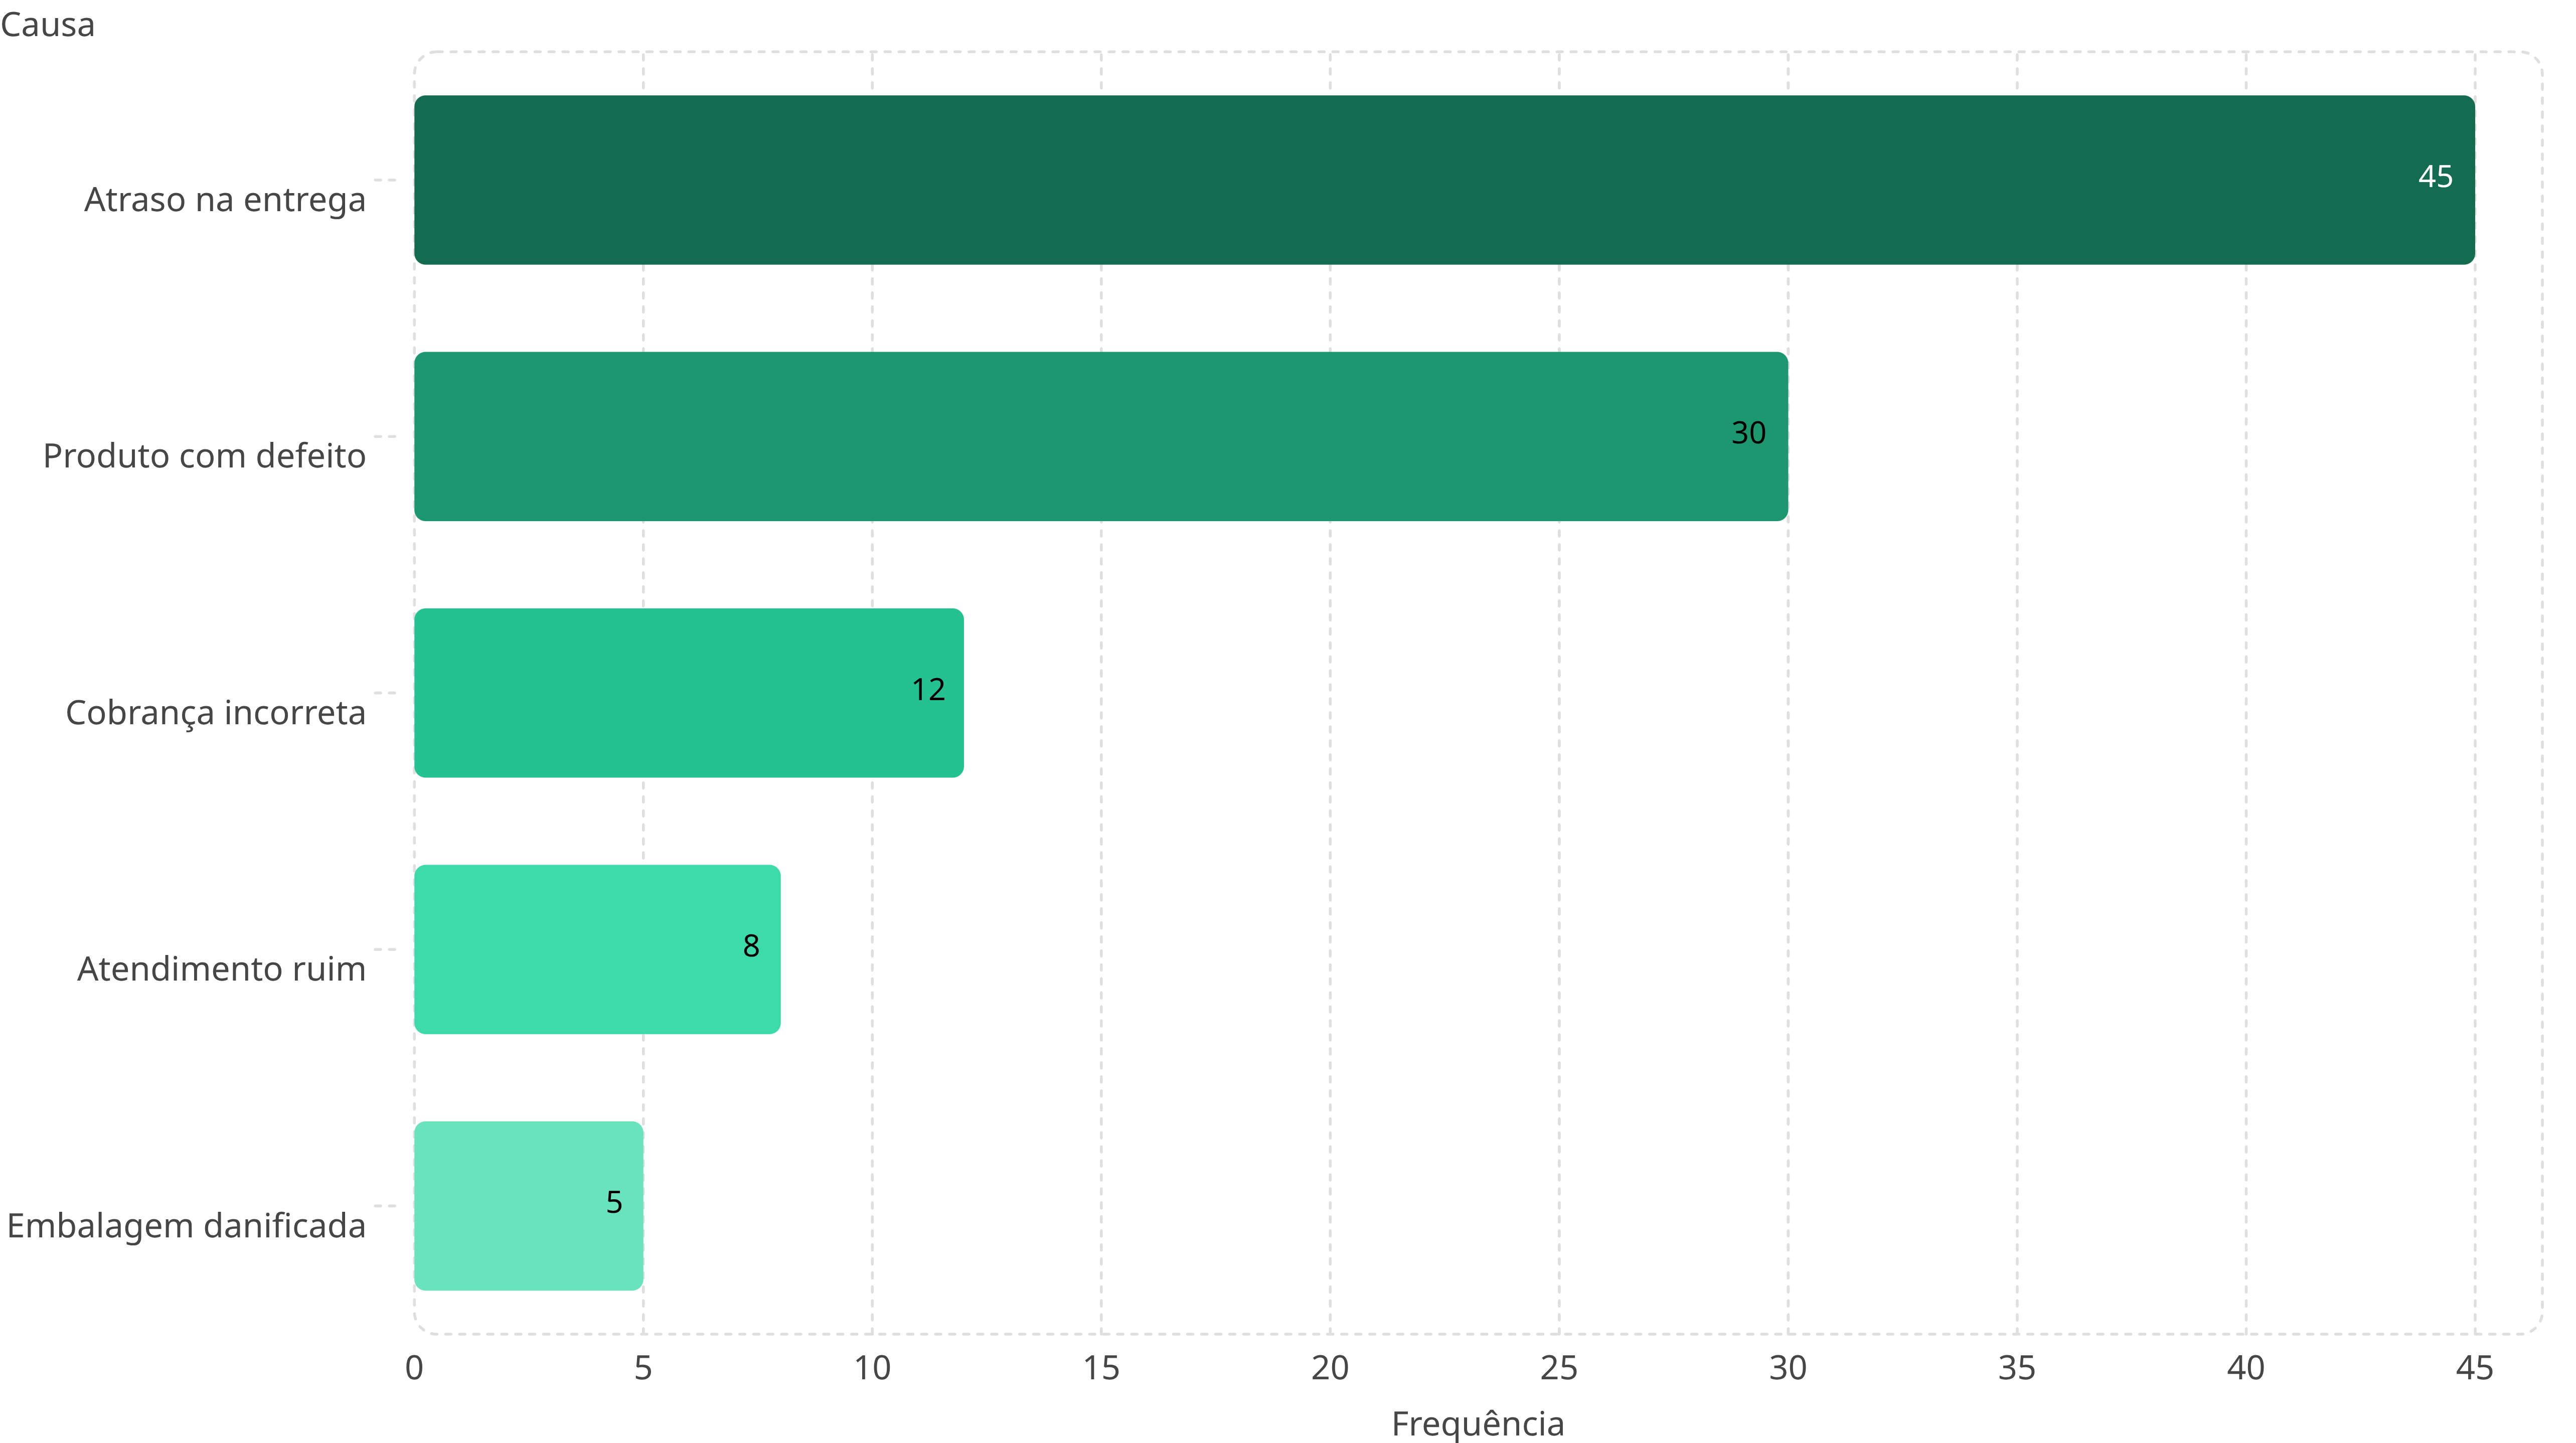 Causa
Atraso na entrega
45
Produto com defeito
30
Cobrança incorreta
12
Atendimento ruim
8
Embalagem danificada
5
0 5 10 15 20 25 30 35 40 45
Frequência